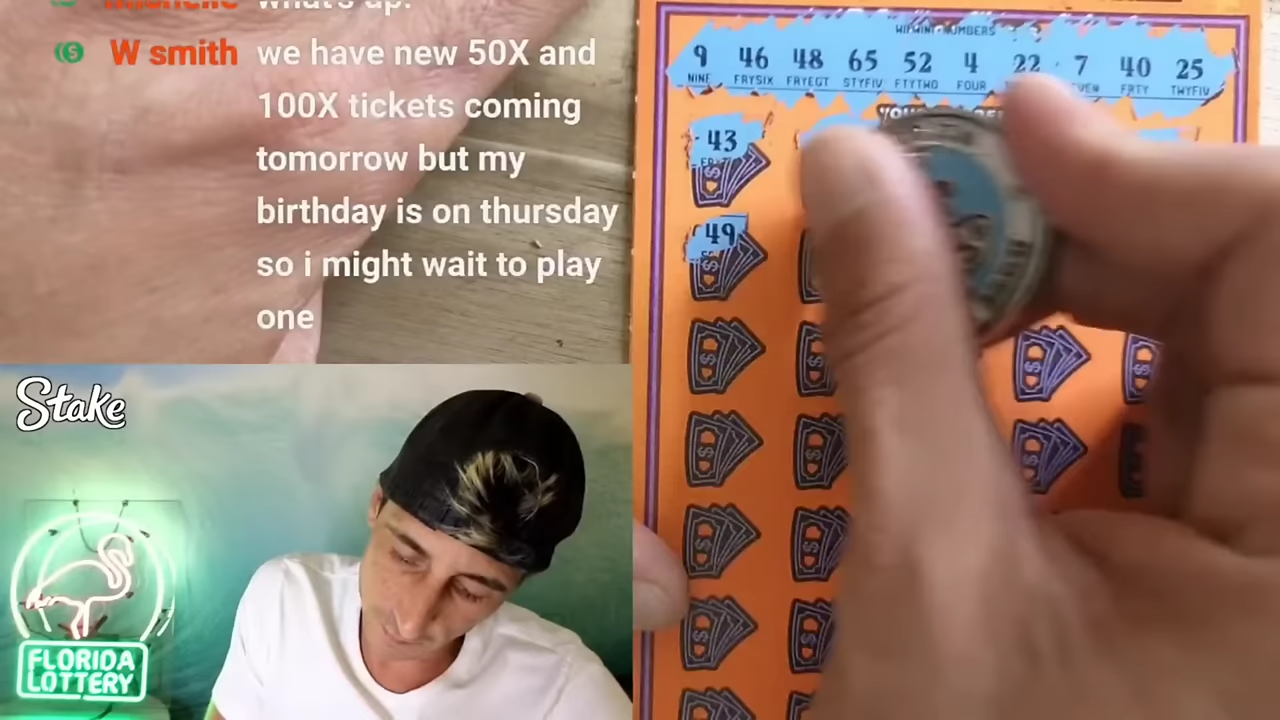 what's up!
W smith we have new 50X and
100X tickets coming
tomorrow but my
birthday is on thursday
so i might wait to play
one
9 46 48 65 52 4 22 7 40 25
NINE FRYSIX FRYEGT STYFIV FTYTWO FOUR FRTY TWYFIV
43
49
Stake
FLORIDA
LOTTERY